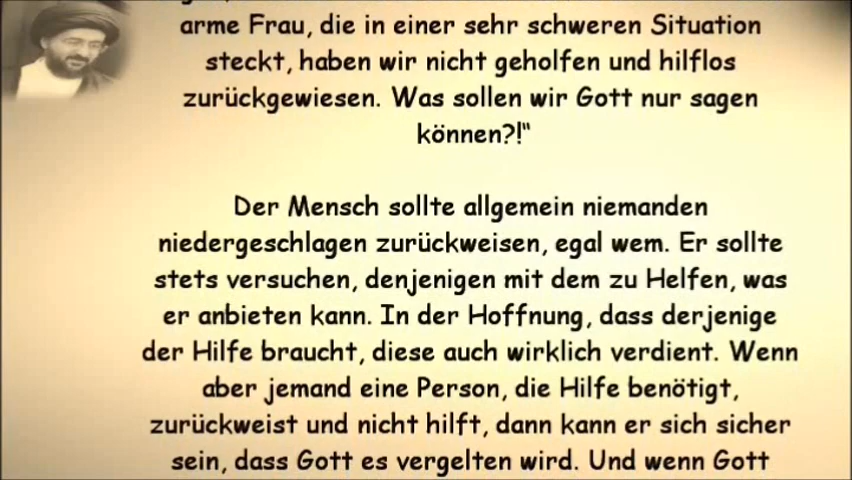 arme Frau, die in einer sehr schweren Situation
steckt, haben wir nicht geholfen und hilflos
zurückgewiesen. Was sollen wir Gott nur sagen
können?!"
Der Mensch sollte allgemein niemanden
niedergeschlagen zurückweisen, egal wem. Er sollte
stets versuchen, denjenigen mit dem zu Helfen, was
er anbieten kann. In der Hoffnung, dass derjenige
der Hilfe braucht, diese auch wirklich verdient. Wenn
aber jemand eine Person, die Hilfe benötigt,
zurückweist und nicht hilft, dann kann er sich sicher
sein, dass Gott es vergelten wird. Und wenn Gott